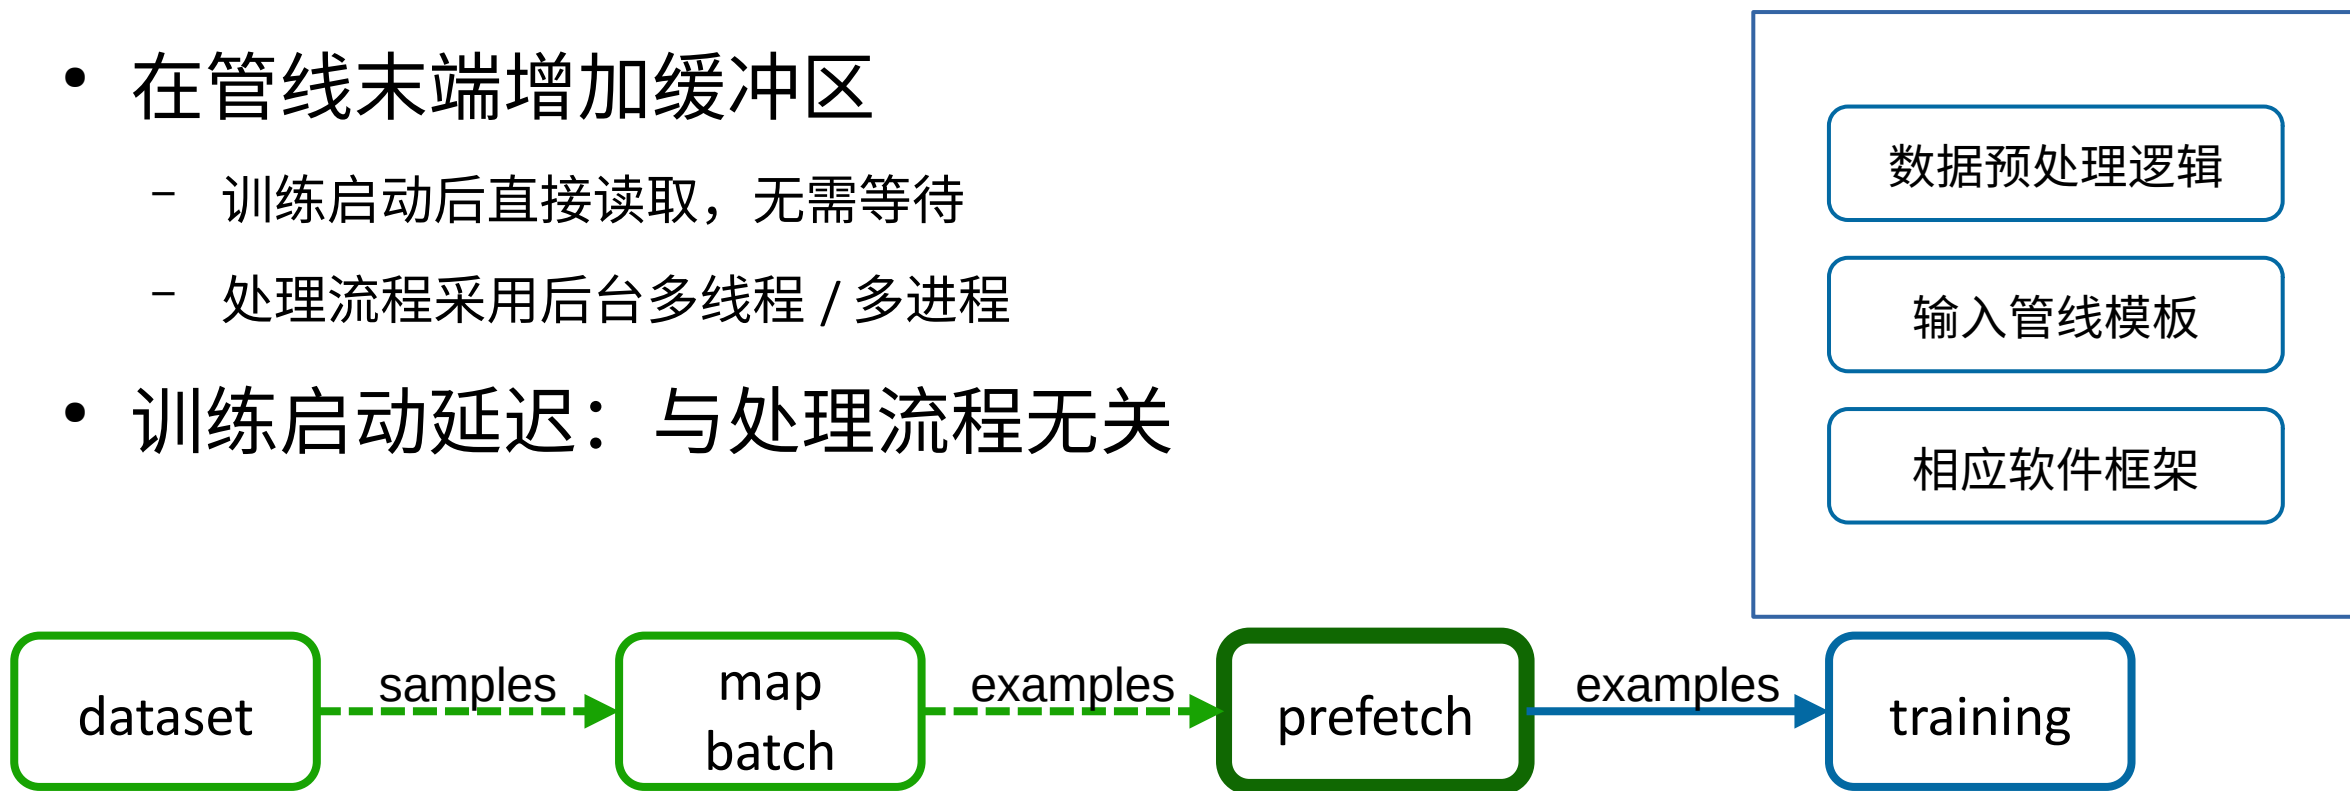 • 在管线末端增加缓冲区
– 训练启动后直接读取，无需等待
– 处理流程采用后台多线程 / 多进程
• 训练启动延迟：与处理流程无关
数据预处理逻辑
输入管线模板
相应软件框架
dataset
samples
map
batch
examples
prefetch
examples
training